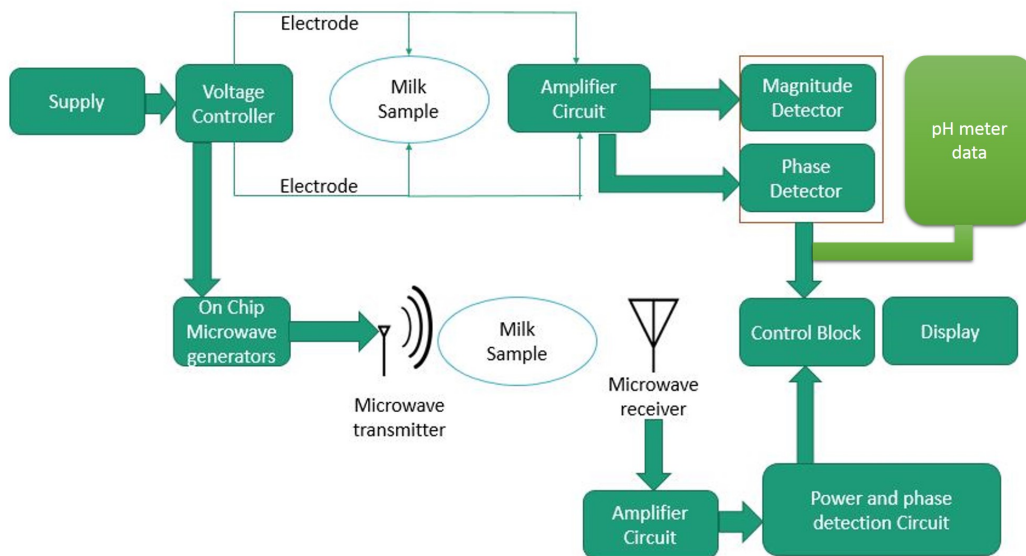 Electrode
Supply
Voltage
Controller
Milk
Sample
Amplifier
Circuit
Magnitude
Detector
pH meter
data
Phase
Detector
Electrode
On Chip
Microwave
generators
Milk
Sample
Control Block
Display
Microwave
transmitter
Microwave
receiver
Amplifier
Circuit
Power and phase
detection Circuit